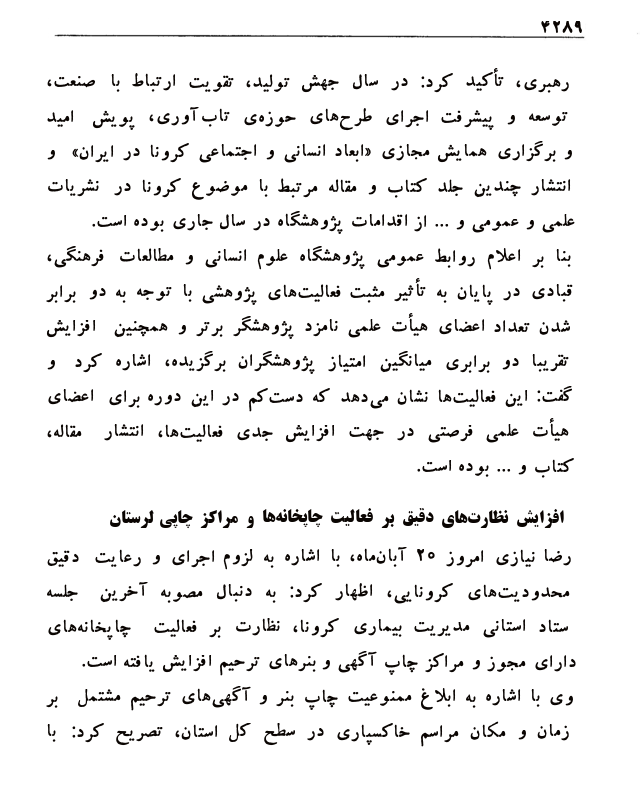 ۴۲۸۹
رهبری، تأکید کرد: در سال جهش تولید، تقویت ارتباط با صنعت،
توسعه و پیشرفت اجرای طرح‌های حوزه‌ی تاب‌آوری، پویش امید
و برگزاری همایش مجازی «ابعاد انسانی و اجتماعی کرونا در ایران» و
انتشار چندین جلد کتاب و مقاله مرتبط با موضوع کرونا در نشریات
علمی و عمومی و ... از اقدامات پژوهشگاه در سال جاری بوده است.
بنا بر اعلام روابط عمومی پژوهشگاه علوم انسانی و مطالعات فرهنگی،
قبادی در پایان به تأثیر مثبت فعالیت‌های پژوهشی با توجه به دو برابر
شدن تعداد اعضای هیأت علمی نامزد پژوهشگر برتر و همچنین افزایش
تقریبا دو برابری میانگین امتیاز پژوهشگران برگزیده، اشاره کرد و
گفت: این فعالیت‌ها نشان می‌دهد که دست‌کم در این دوره برای اعضای
هیأت علمی فرصتی در جهت افزایش جدی فعالیت‌ها، انتشار مقاله،
کتاب و ... بوده است.
افزایش نظارت‌های دقیق بر فعالیت چاپخانه‌ها و مراکز چاپی لرستان
رضا نیازی امروز ۲۵ آبان‌ماه، با اشاره به لزوم اجرای و رعایت دقیق
محدودیت‌های کرونایی، اظهار کرد: به دنبال مصوبه آخرین جلسه
ستاد استانی مدیریت بیماری کرونا، نظارت بر فعالیت چاپخانه‌های
دارای مجوز و مراکز چاپ آگهی و بنرهای ترحیم افزایش یافته است.
وی با اشاره به ابلاغ ممنوعیت چاپ بنر و آگهی‌های ترحیم مشتمل بر
زمان و مکان مراسم خاکسپاری در سطح کل استان، تصریح کرد: با